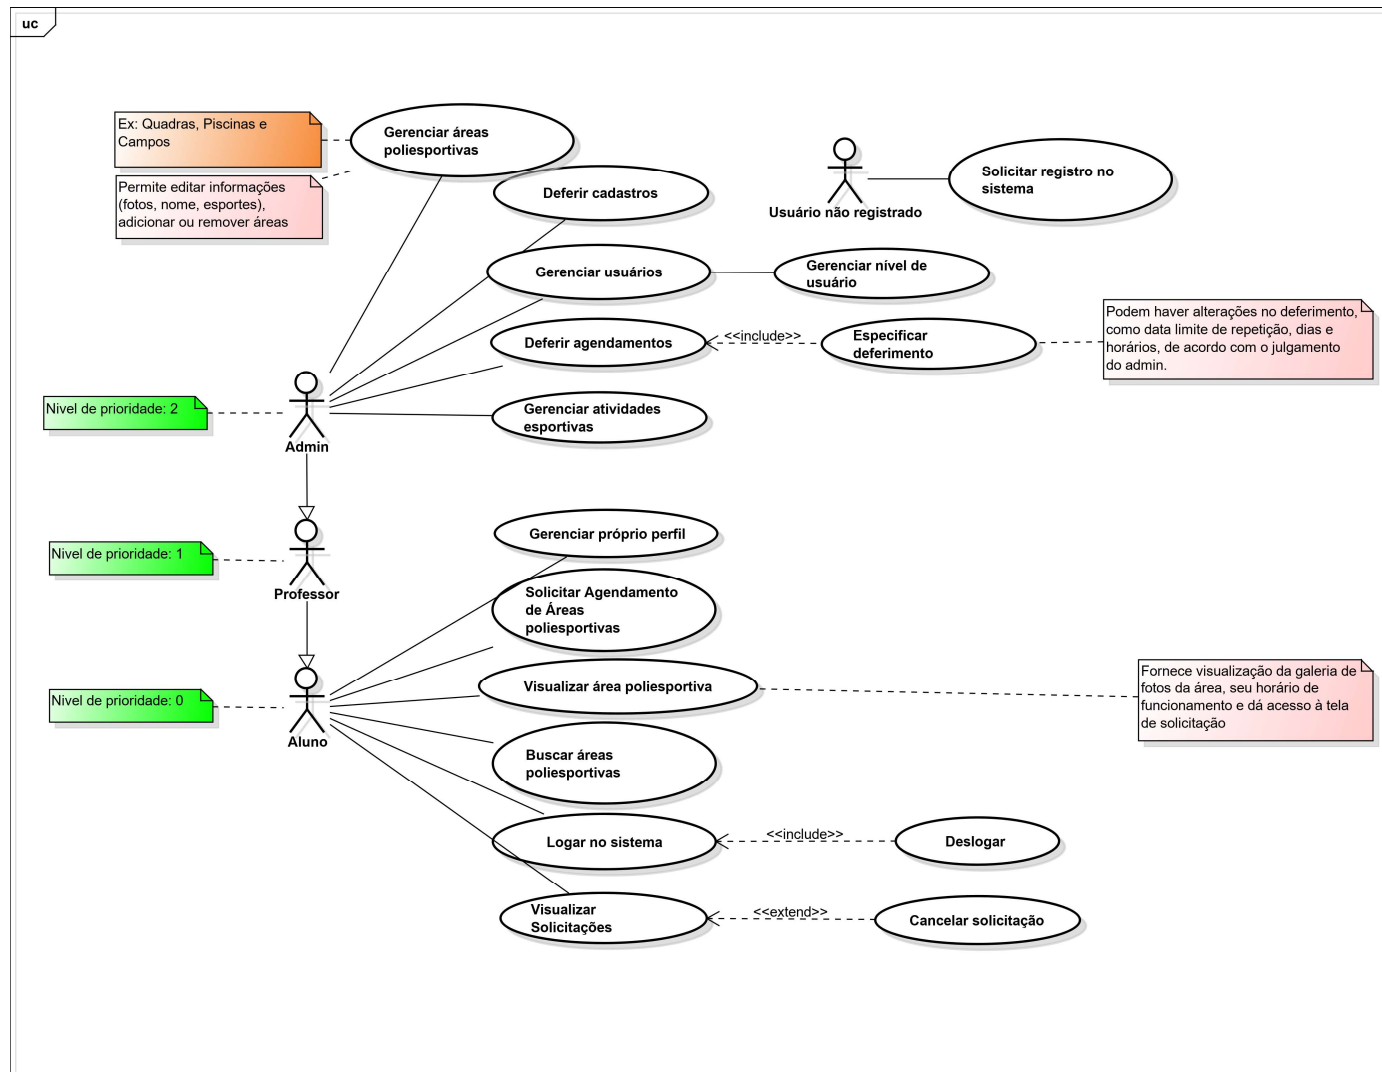 uc
Ex: Quadras, Piscinas e
Campos
Permite editar informações
(fotos, nome, esportes),
adicionar ou remover áreas
Gerenciar áreas
poliesportivas
Deferir cadastros
Usuário não registrado
Solicitar registro no
sistema
Gerenciar usuários
Gerenciar nível de
usuário
Deferir agendamentos
<<include>>
Especificar
deferimento
Podem haver alterações no deferimento,
como data limite de repetição, dias e
horários, de acordo com o julgamento
do admin.
Nivel de prioridade: 2
Admin
Gerenciar atividades
esportivas
Nivel de prioridade: 1
Professor
Gerenciar próprio perfil
Solicitar Agendamento
de Áreas
poliesportivas
Nivel de prioridade: 0
Aluno
Visualizar área poliesportiva
Fornece visualização da galeria de
fotos da área, seu horário de
funcionamento e dá acesso à tela
de solicitação
Buscar áreas
poliesportivas
Logar no sistema
<<include>>
Deslogar
Visualizar
Solicitações
<<extend>>
Cancelar solicitação